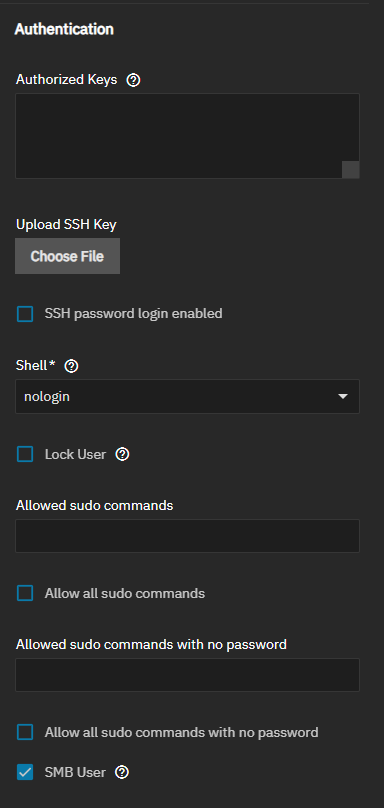 Authentication
Authorized Keys ?
Upload SSH Key
Choose File
SSH password login enabled
Shell * ?
nologin
Lock User ?
Allowed sudo commands
Allow all sudo commands
Allowed sudo commands with no password
Allow all sudo commands with no password
SMB User ?